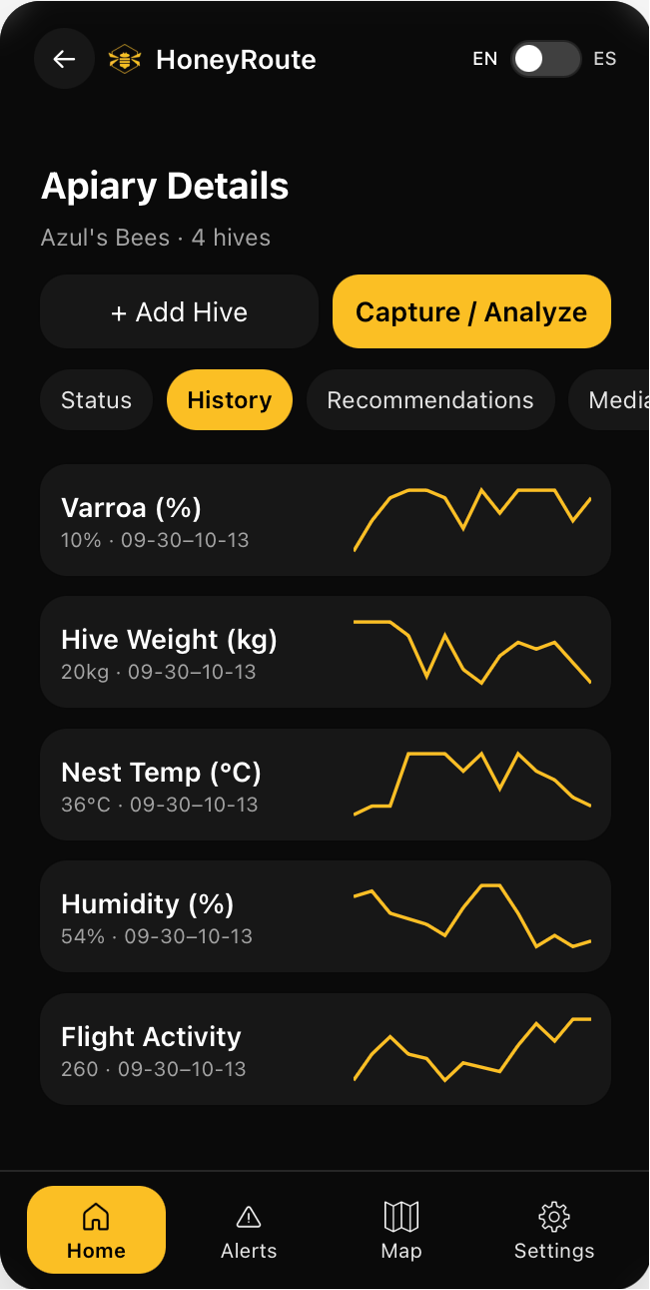 HoneyRoute
EN ES
Apiary Details
Azul's Bees · 4 hives
+ Add Hive
Capture / Analyze
Status
History
Recommendations
Media
Varroa (%)
10% · 09-30–10-13
Hive Weight (kg)
20kg · 09-30–10-13
Nest Temp (°C)
36°C · 09-30–10-13
Humidity (%)
54% · 09-30–10-13
Flight Activity
260 · 09-30–10-13
Home
Alerts
Map
Settings